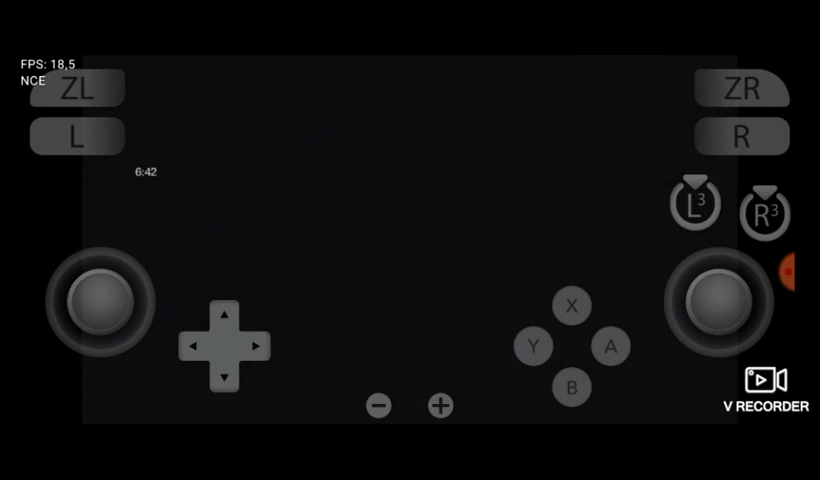 FPS: 18,5
NCE
ZL
ZR
L
R
6:42
L3
R3
X
Y
A
B
V RECORDER